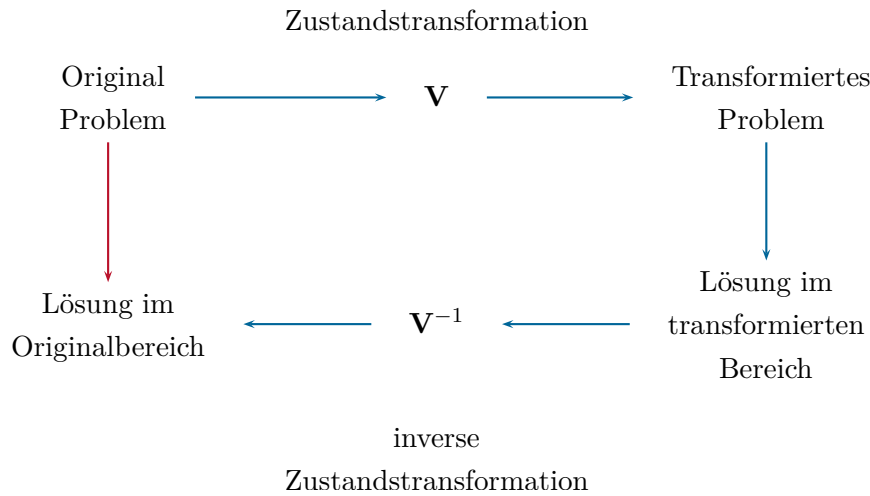 Zustandstransformation
Original
Problem
V
Transformiertes
Problem
Lösung im
Originalbereich
V⁻¹
Lösung im
transformierten
Bereich
inverse
Zustandstransformation